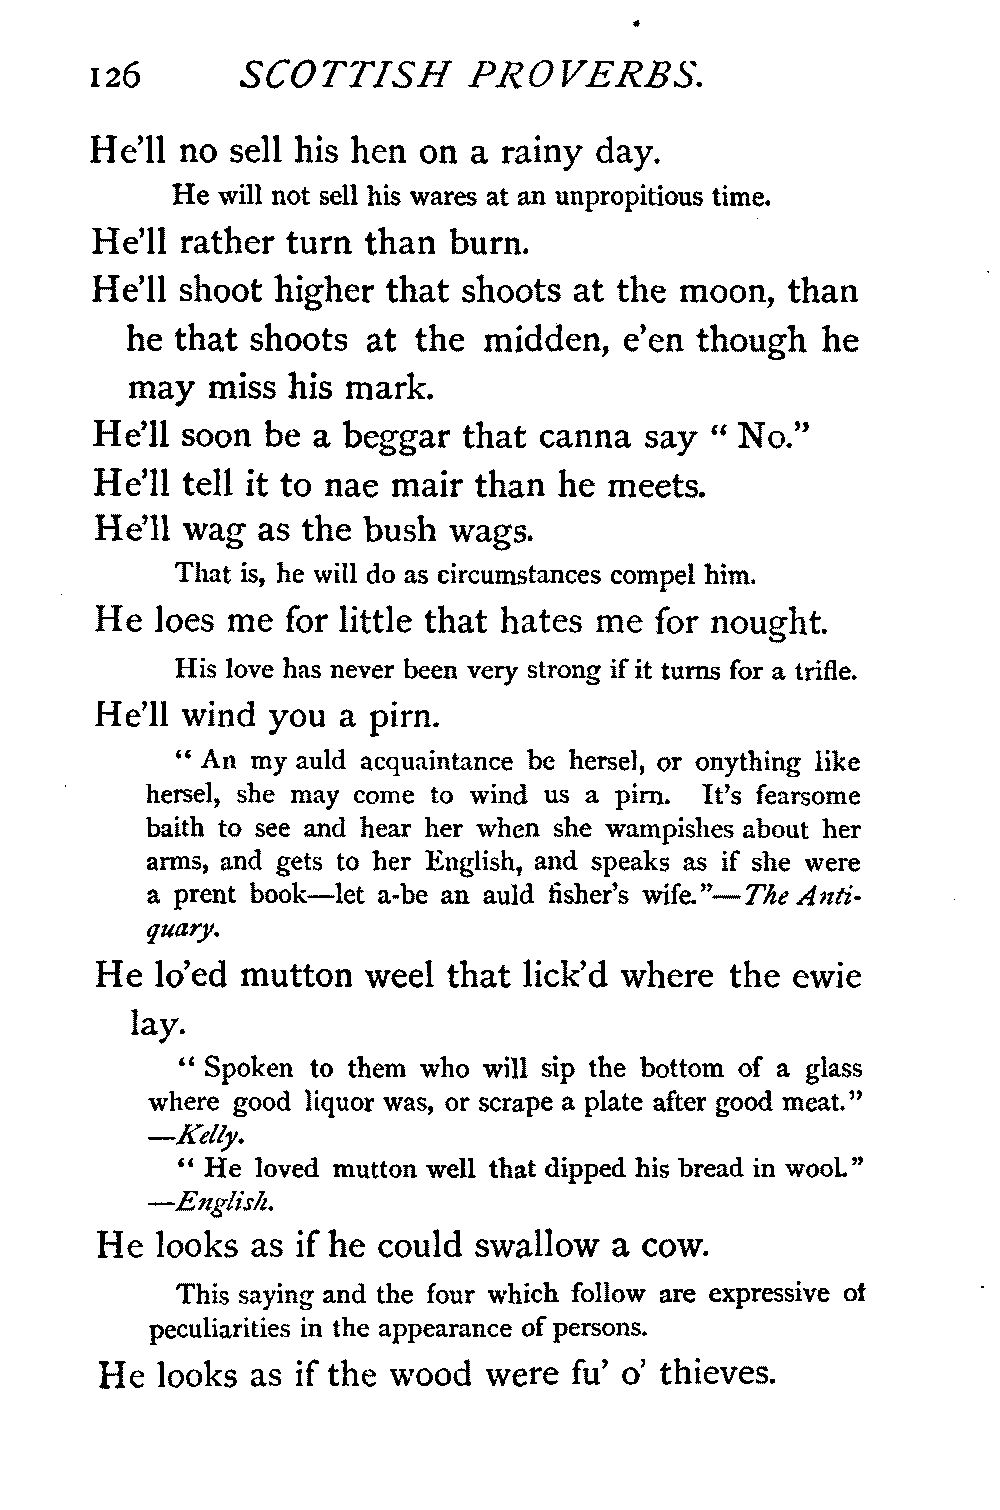 126 SCOTTISH PROVERBS.
He'll no sell his hen on a rainy day.
He will not sell his wares at an unpropitious time.
He'll rather turn than burn.
He'll shoot higher that shoots at the moon, than
he that shoots at the midden, e'en though he
may miss his mark.
He'll soon be a beggar that canna say “ No.”
He'll tell it to nae mair than he meets.
He'll wag as the bush wags.
That is, he will do as circumstances compel him.
He loes me for little that hates me for nought.
His love has never been very strong if it turns for a trifle.
He'll wind you a pirn.
“ An my auld acquaintance be hersel, or onything like
hersel, she may come to wind us a pirn. It's fearsome
baith to see and hear her when she wampishes about her
arms, and gets to her English, and speaks as if she were
a prent book—let a-be an auld fisher's wife.”—The Anti-
quary.
He lo'ed mutton weel that lick'd where the ewie
lay.
“ Spoken to them who will sip the bottom of a glass
where good liquor was, or scrape a plate after good meat.”
—Kelly.
“ He loved mutton well that dipped his bread in wool.”
—English.
He looks as if he could swallow a cow.
This saying and the four which follow are expressive of
peculiarities in the appearance of persons.
He looks as if the wood were fu' o' thieves.